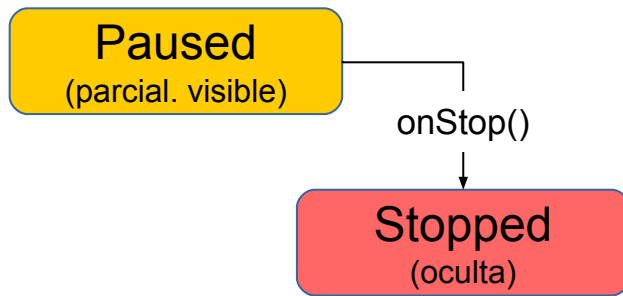 Paused
(parcial. visible)
onStop()
Stopped
(oculta)